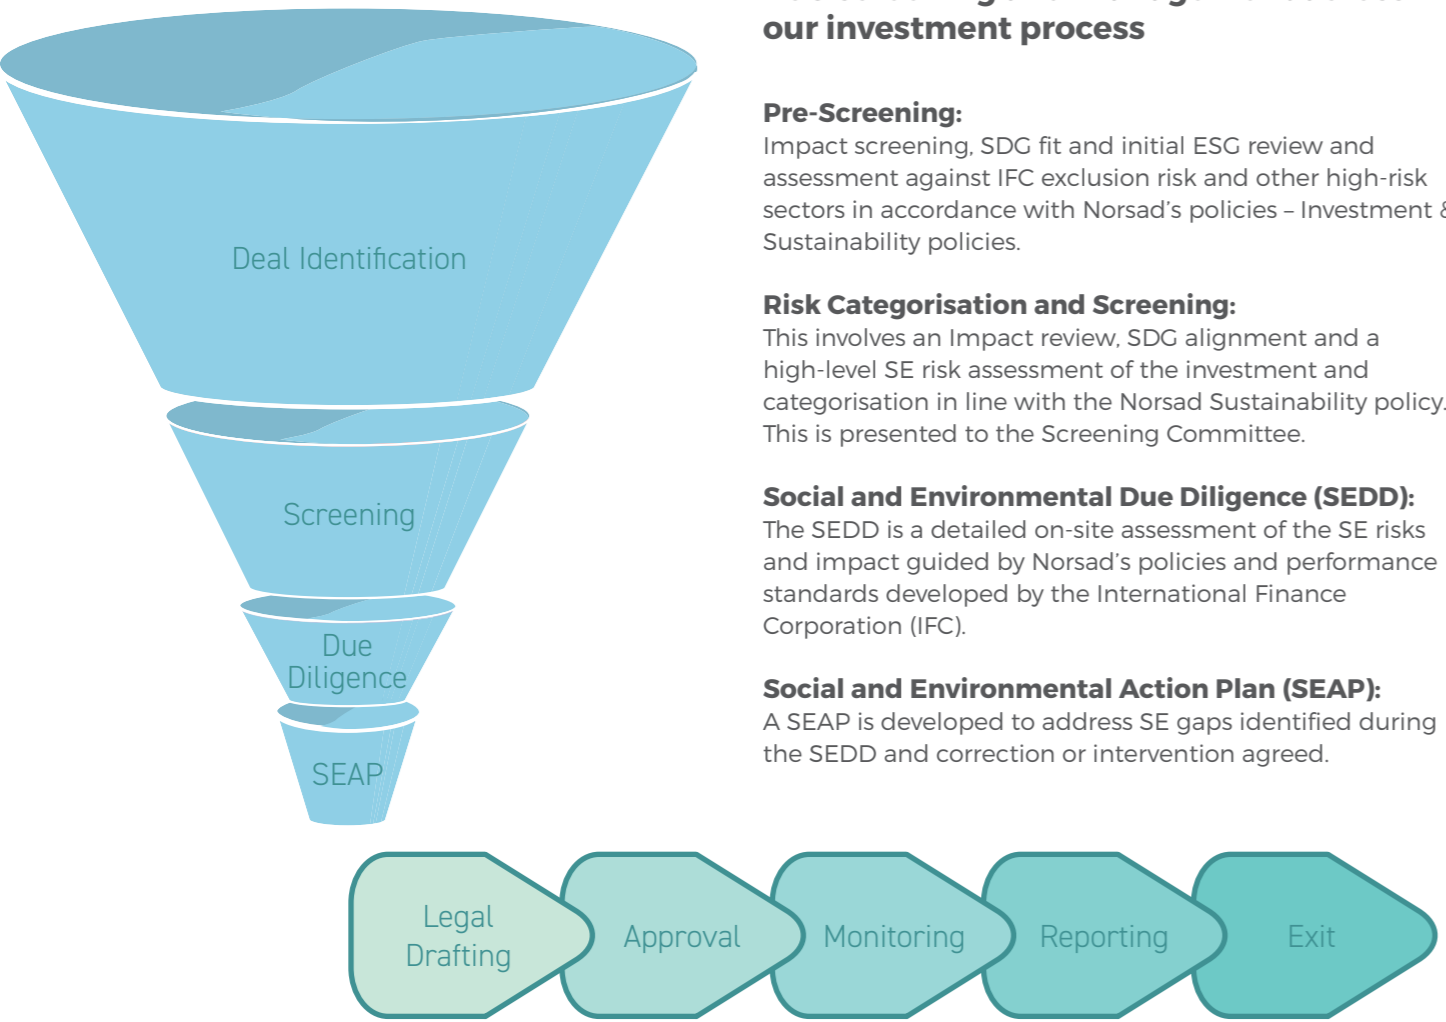 our investment process
Pre-Screening:
Impact screening, SDG fit and initial ESG review and
assessment against IFC exclusion risk and other high-risk
sectors in accordance with Norsad’s policies – Investment &
Sustainability policies.
Risk Categorisation and Screening:
This involves an Impact review, SDG alignment and a
high-level SE risk assessment of the investment and
categorisation in line with the Norsad Sustainability policy.
This is presented to the Screening Committee.
Social and Environmental Due Diligence (SEDD):
The SEDD is a detailed on-site assessment of the SE risks
and impact guided by Norsad’s policies and performance
standards developed by the International Finance
Corporation (IFC).
Social and Environmental Action Plan (SEAP):
A SEAP is developed to address SE gaps identified during
the SEDD and correction or intervention agreed.
Deal Identification
Screening
Due
Diligence
SEAP
Legal
Drafting
Approval
Monitoring
Reporting
Exit